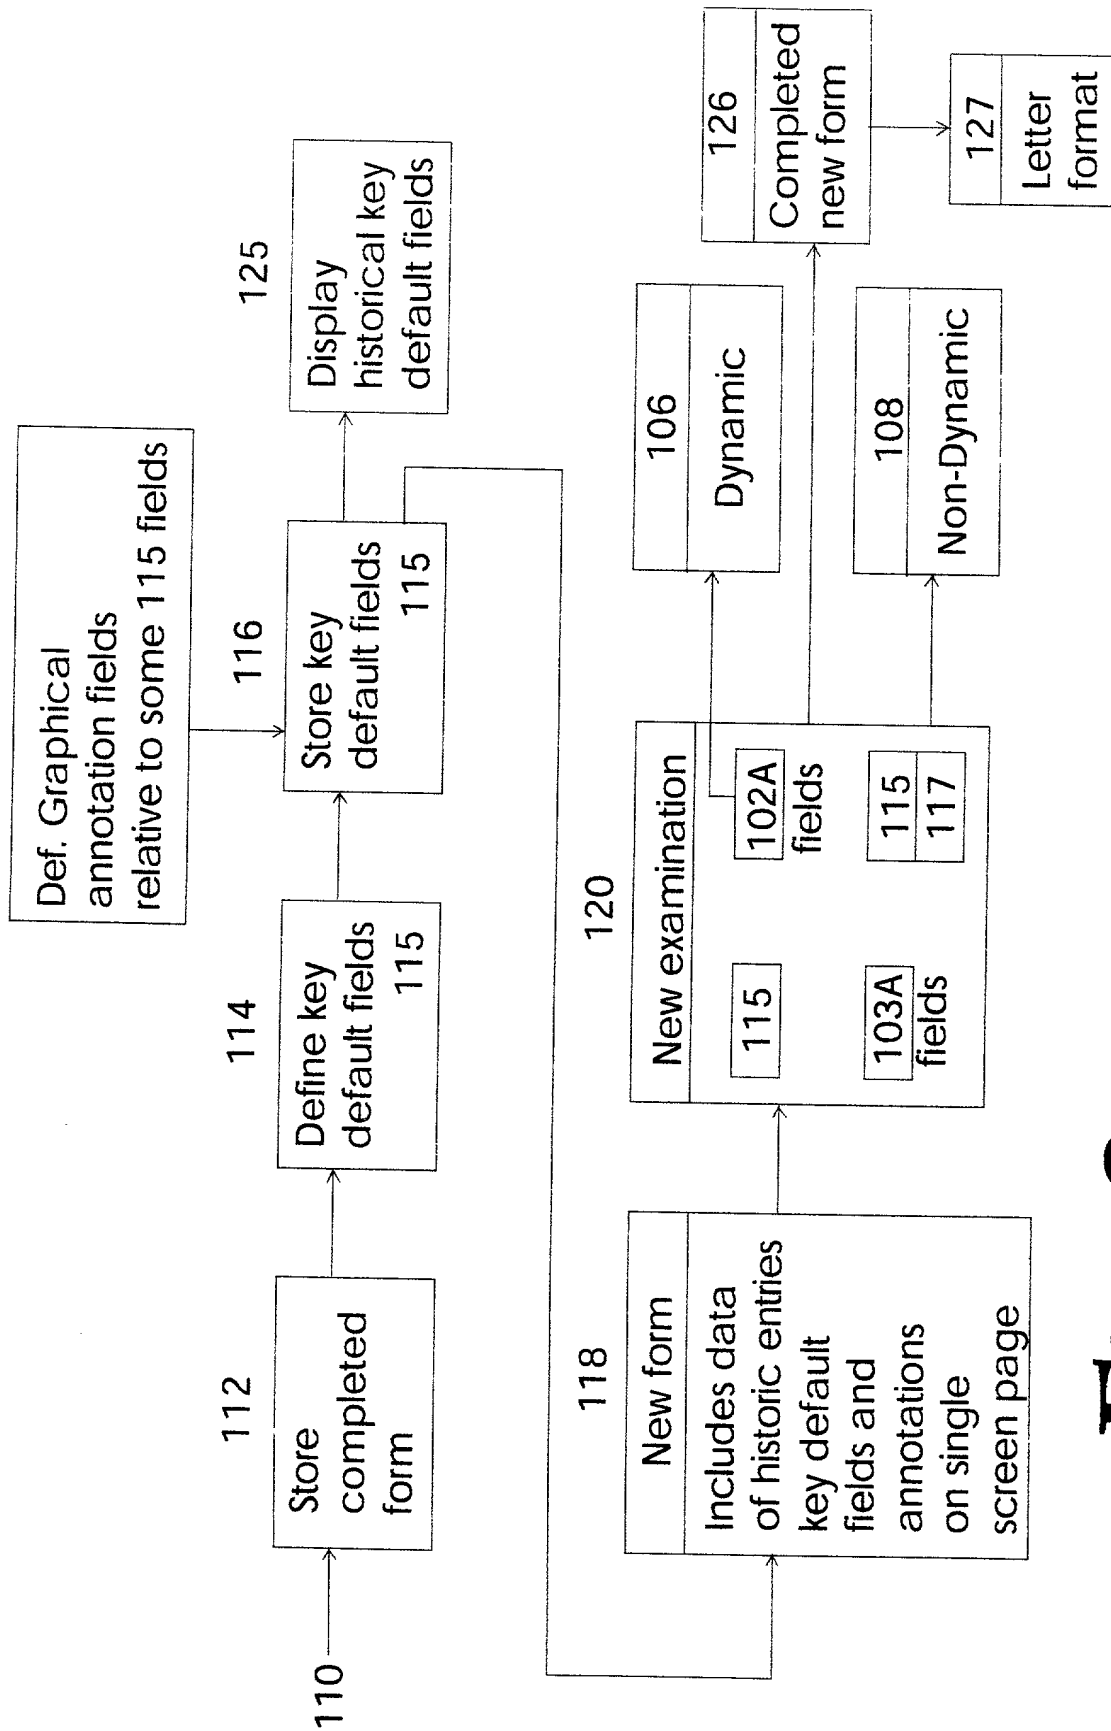 Def. Graphical
annotation fields
relative to some 115 fields
110
112
Store
completed
form
114
Define key
default fields
115
116
Store key
default fields
115
125
Display
historical key
default fields
118
New form
Includes data
of historic entries
key default
fields and
annotations
on single
screen page
120
New examination
115
102A
fields
103A
fields
115
117
106
Dynamic
108
Non-Dynamic
126
Completed
new form
127
Letter
format